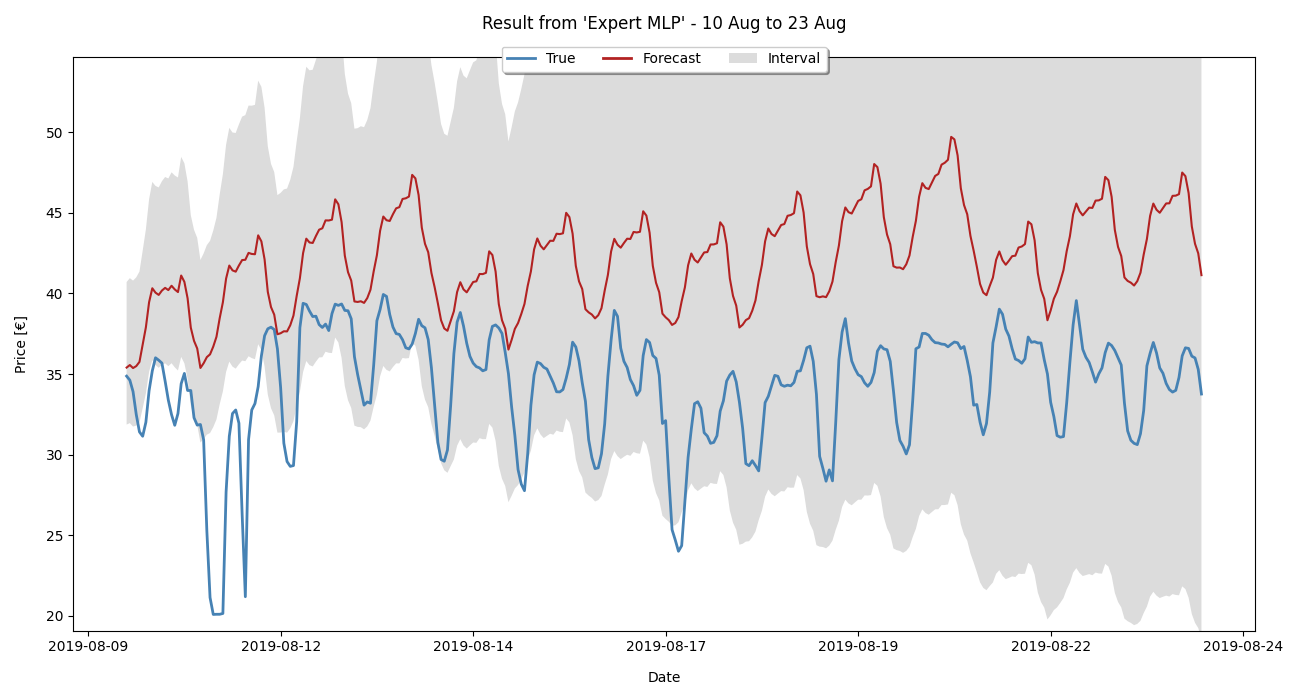 Result from 'Expert MLP' - 10 Aug to 23 Aug
True Forecast Interval
Price [€]
50
45
40
35
30
25
20
2019-08-09 2019-08-12 2019-08-14 2019-08-17 2019-08-19 2019-08-22 2019-08-24
Date